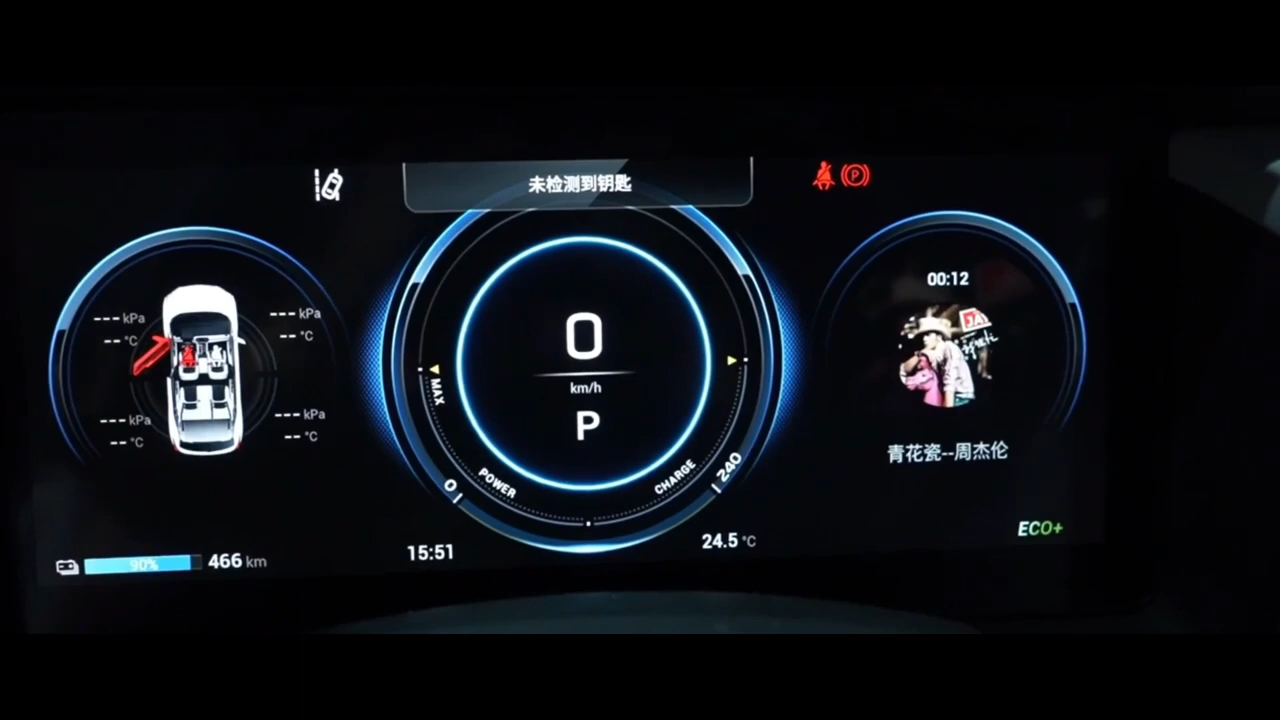 未检测到钥匙
P
00:12
--- kPa
-- °C
--- kPa
-- °C
0
km/h
P
MAX
POWER
CHARGE
0
240
--- kPa
-- °C
--- kPa
-- °C
青花瓷--周杰伦
ECO+
90%
466 km
15:51
24.5 °C